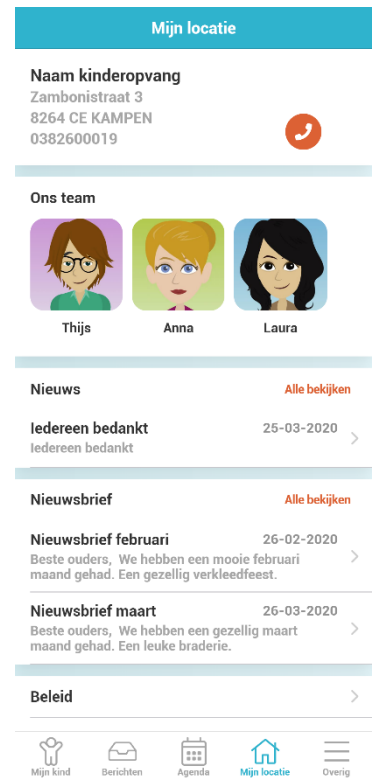 Mijn locatie
Naam kinderopvang
Zambonistraat 3
8264 CE KAMPEN
0382600019
Ons team
Thijs Anna Laura
Nieuws Alle bekijken
Iedereen bedankt 25-03-2020
Iedereen bedankt
Nieuwsbrief Alle bekijken
Nieuwsbrief februari 26-02-2020
Beste ouders, We hebben een mooie februari
maand gehad. Een gezellig verkleedfeest.
Nieuwsbrief maart 26-03-2020
Beste ouders, We hebben een gezellig maart
maand gehad. Een leuke braderie.
Beleid
Mijn kind Berichten Agenda Mijn locatie Overig